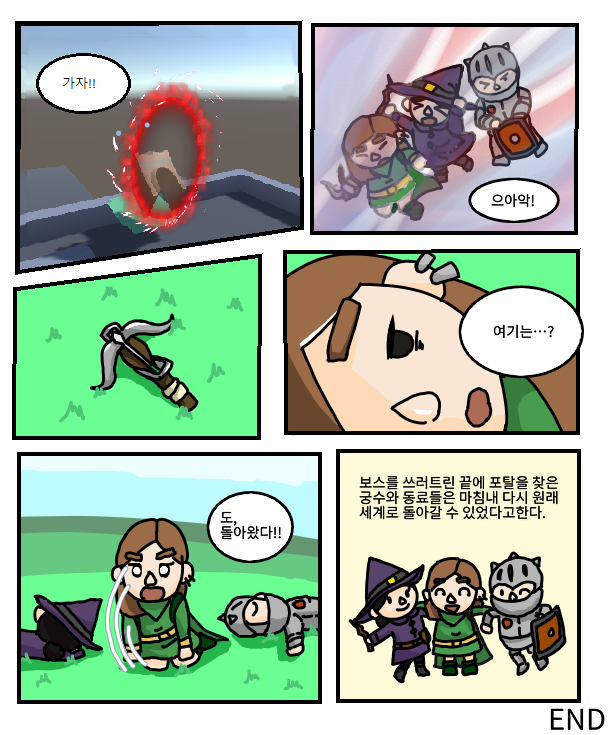 가자!!
으아악!
여기는…?
도,
돌아왔다!!
보스를 쓰러트린 끝에 포탈을 찾은
궁수와 동료들은 마침내 다시 원래
세계로 돌아갈 수 있었다고한다.
END